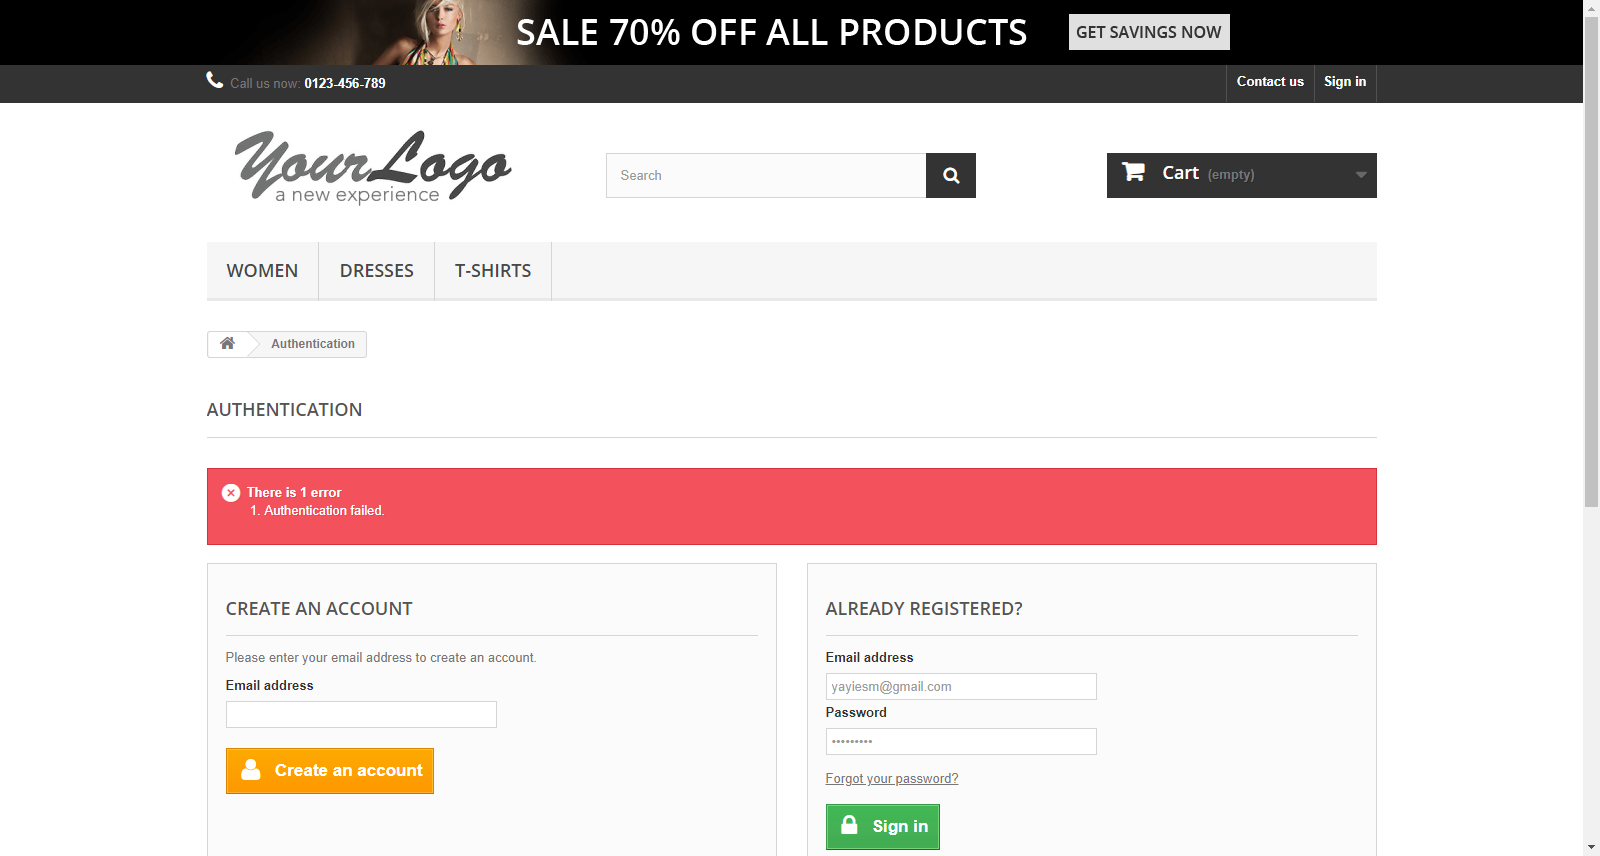 SALE 70% OFF ALL PRODUCTS
GET SAVINGS NOW
Call us now: 0123-456-789
Contact us
Sign in
YourLogo
a new experience
Search
Cart (empty)
WOMEN
DRESSES
T-SHIRTS
Authentication
AUTHENTICATION
There is 1 error
1. Authentication failed.
CREATE AN ACCOUNT
Please enter your email address to create an account.
Email address
Create an account
ALREADY REGISTERED?
Email address
yayiesm@gmail.com
Password
•••••••••
Forgot your password?
Sign in